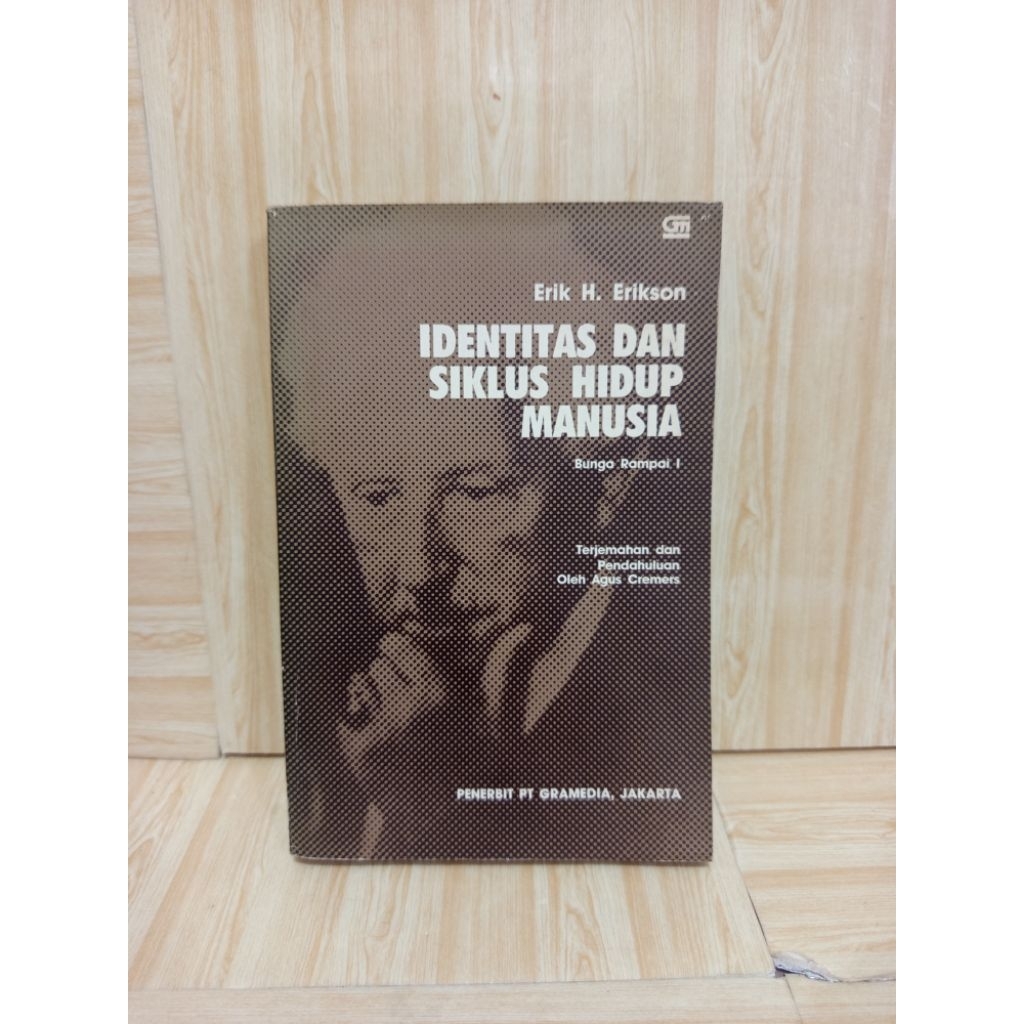 Gm
Erik H. Erikson
IDENTITAS DAN
SIKLUS HIDUP
MANUSIA
Bunga Rampai I
Terjemahan dan
Pendahuluan
Oleh Agus Cremers
PENERBIT PT GRAMEDIA, JAKARTA